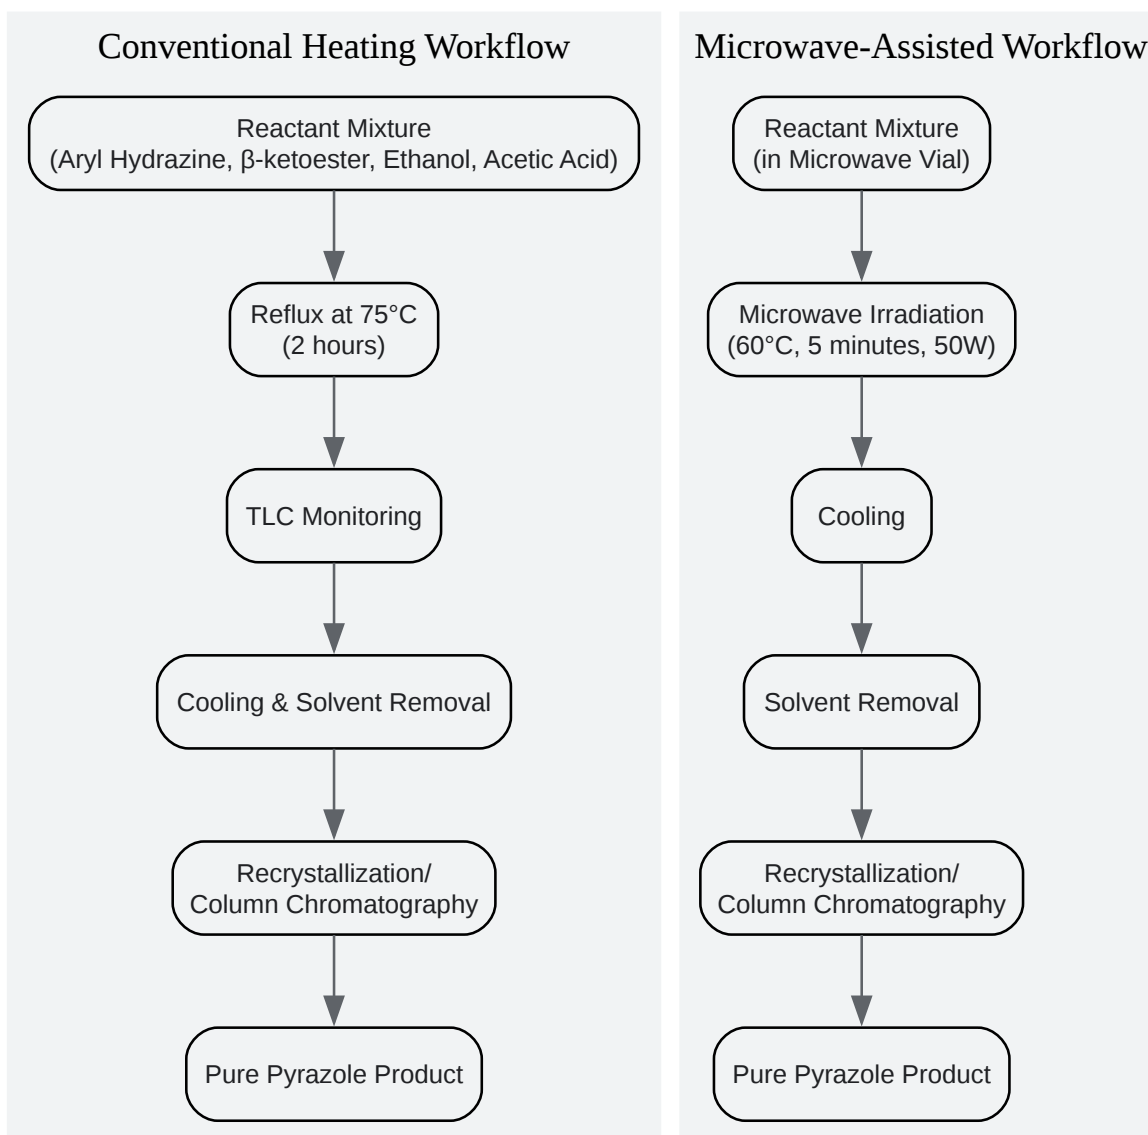 Conventional Heating Workflow
Reactant Mixture
(Aryl Hydrazine, β-ketoester, Ethanol, Acetic Acid)
Reflux at 75°C
(2 hours)
TLC Monitoring
Cooling & Solvent Removal
Recrystallization/
Column Chromatography
Pure Pyrazole Product
Microwave-Assisted Workflow
Reactant Mixture
(in Microwave Vial)
Microwave Irradiation
(60°C, 5 minutes, 50W)
Cooling
Solvent Removal
Recrystallization/
Column Chromatography
Pure Pyrazole Product